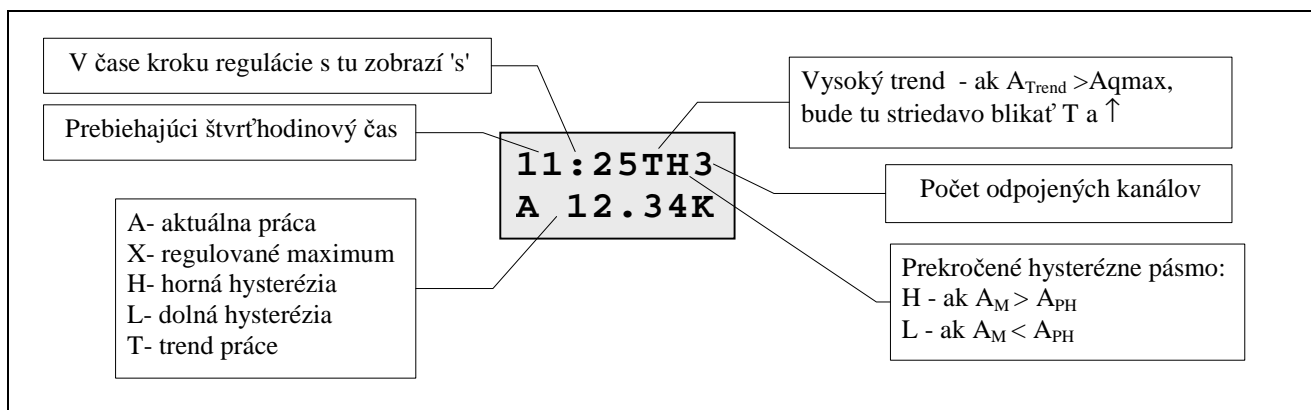 V čase kroku regulácie s tu zobrazí 's'
Prebiehajúci štvrťhodinový čas
A- aktuálna práca
X- regulované maximum
H- horná hysterézia
L- dolná hysterézia
T- trend práce
11:25TH3
A 12.34K
Vysoký trend - ak ATrend >Aqmax,
bude tu striedavo blikať T a ↑
Počet odpojených kanálov
Prekročené hysterézne pásmo:
H - ak AM > APH
L - ak AM < APH